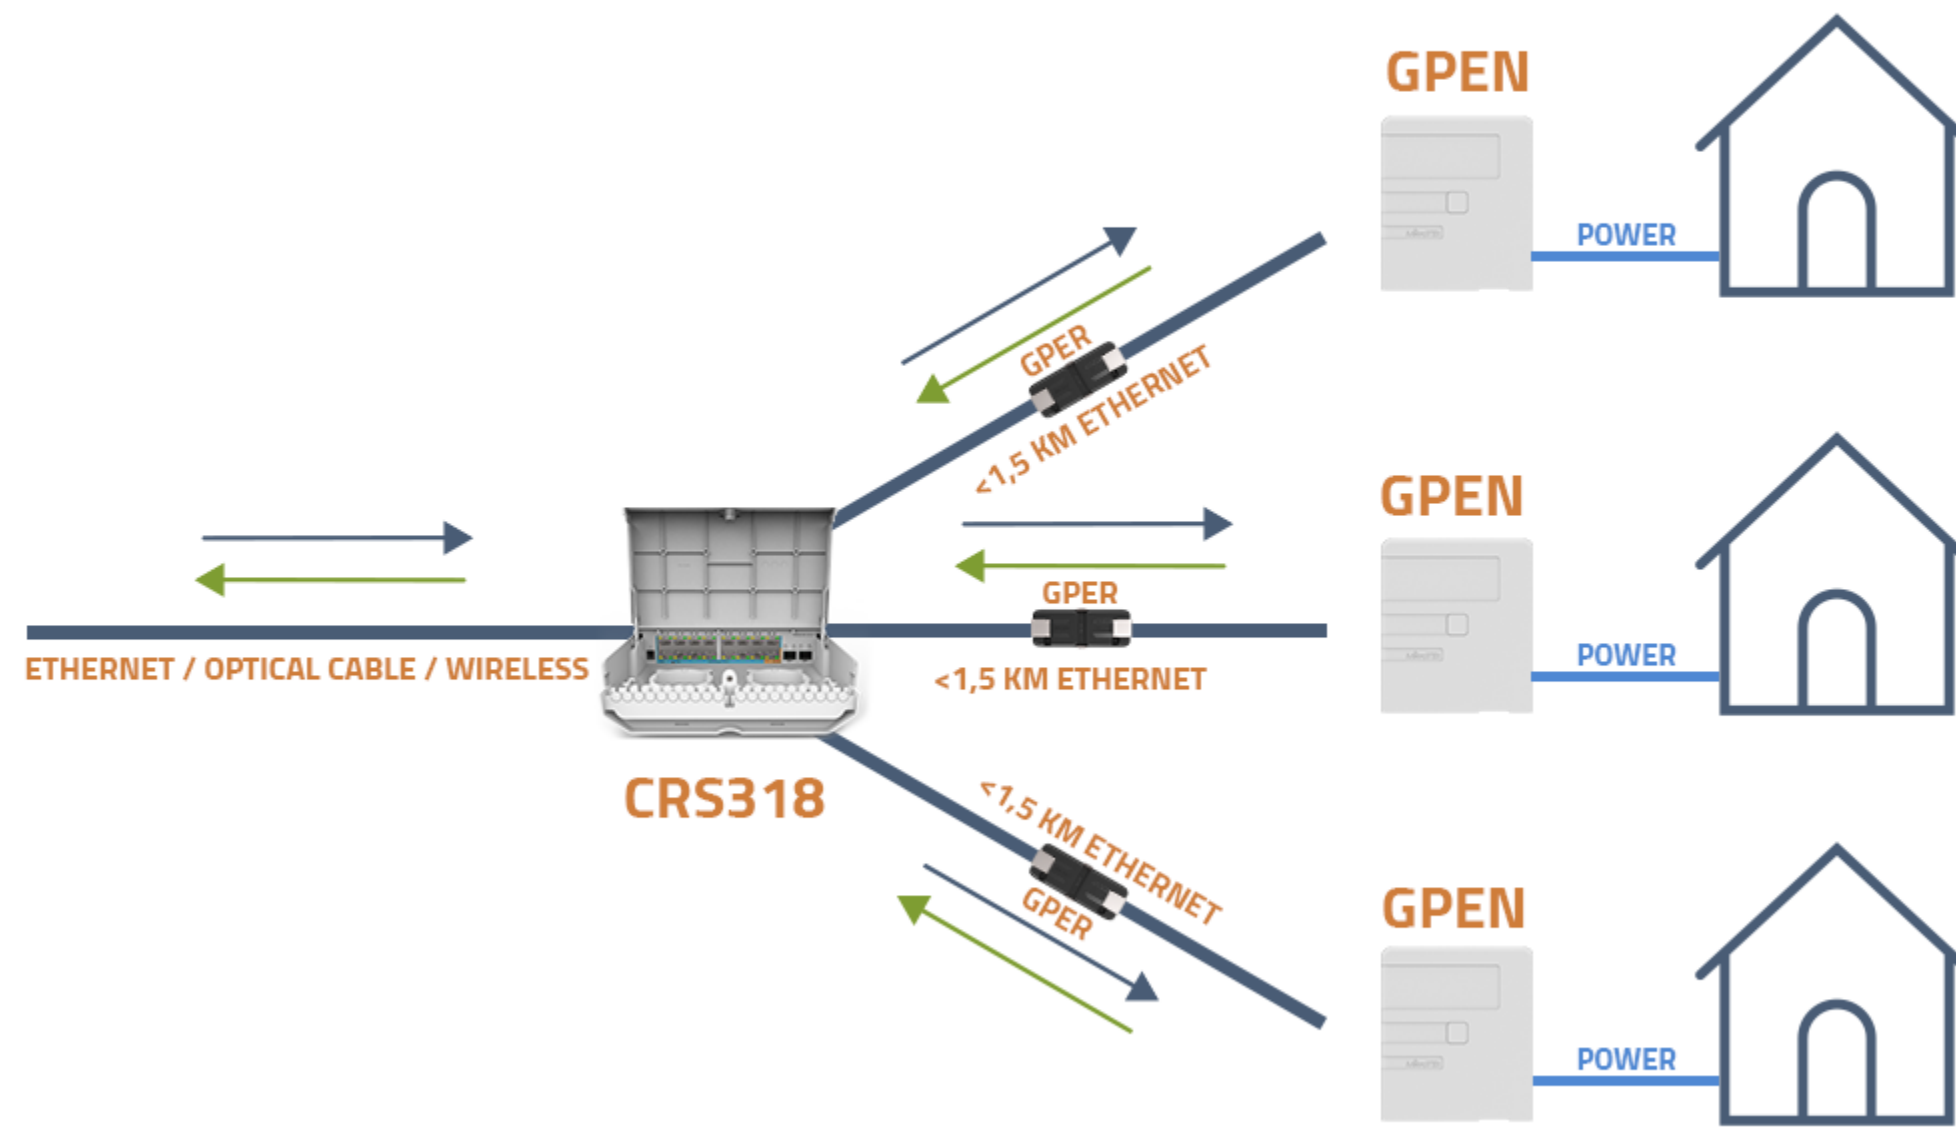 GPEN
POWER
GPER
<1,5 KM ETHERNET
GPEN
GPER
POWER
ETHERNET / OPTICAL CABLE / WIRELESS
<1,5 KM ETHERNET
CRS318
<1,5 KM ETHERNET
GPER
GPEN
POWER